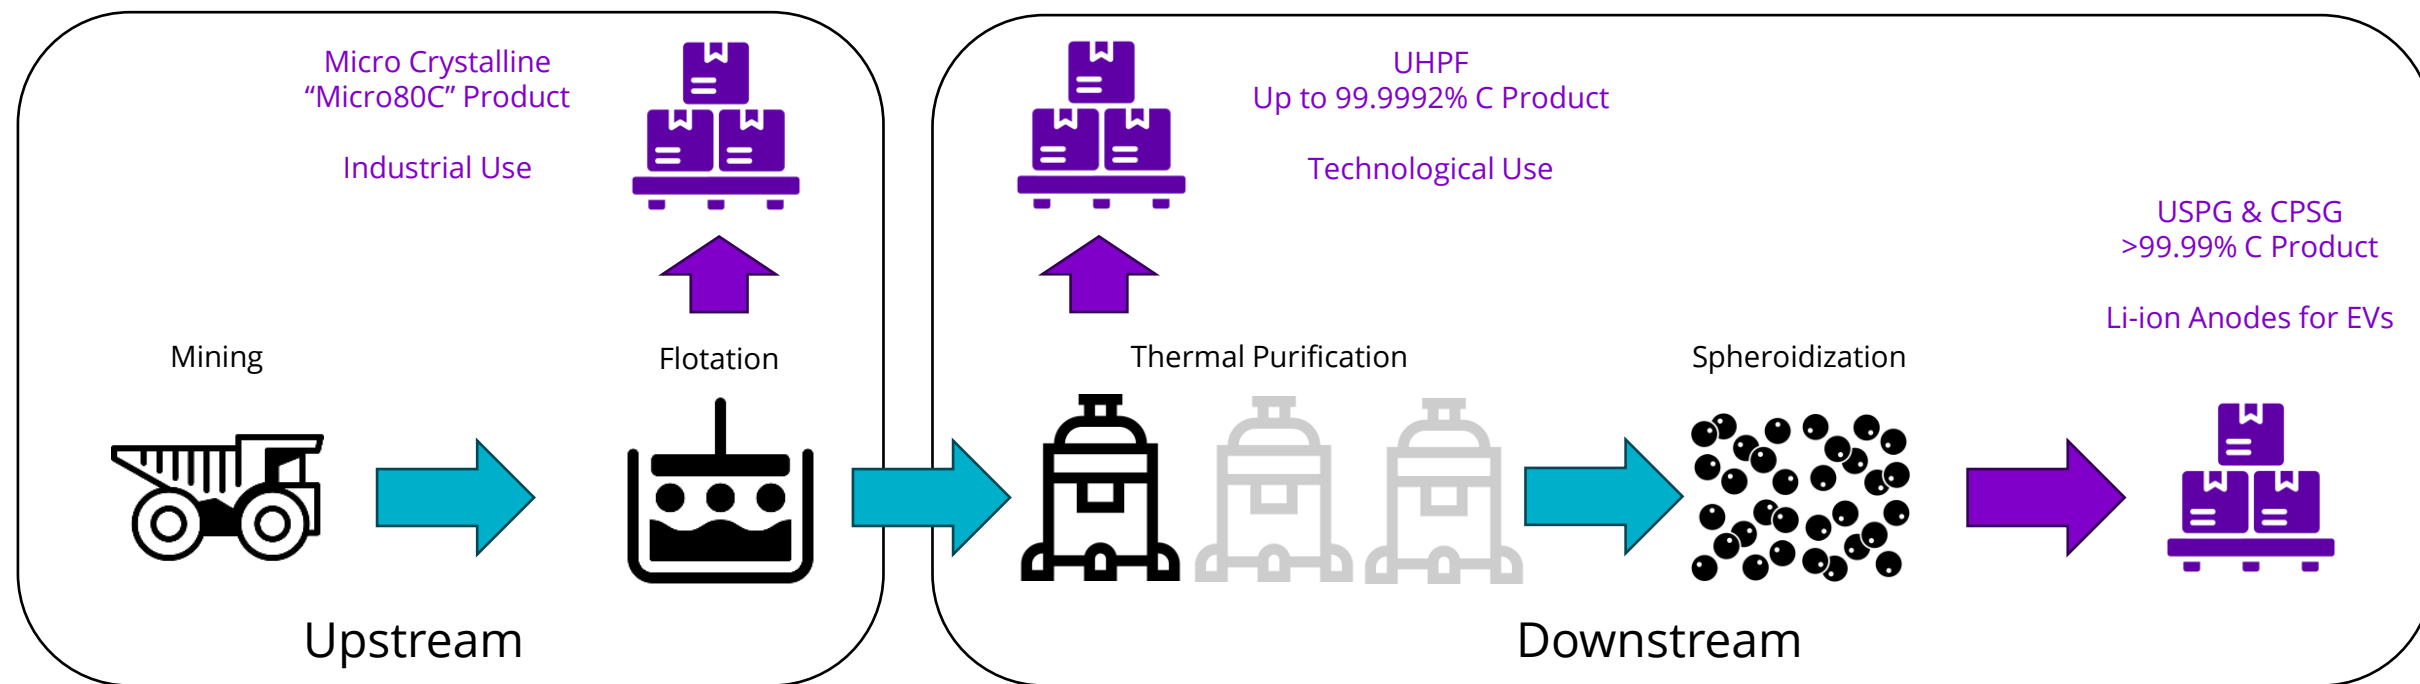 Micro Crystalline
“Micro80C” Product
Industrial Use
Mining
Flotation
Upstream
UHPF
Up to 99.9992% C Product
Technological Use
USPG & CPSG
>99.99% C Product
Li-ion Anodes for EVs
Thermal Purification
Spheroidization
Downstream